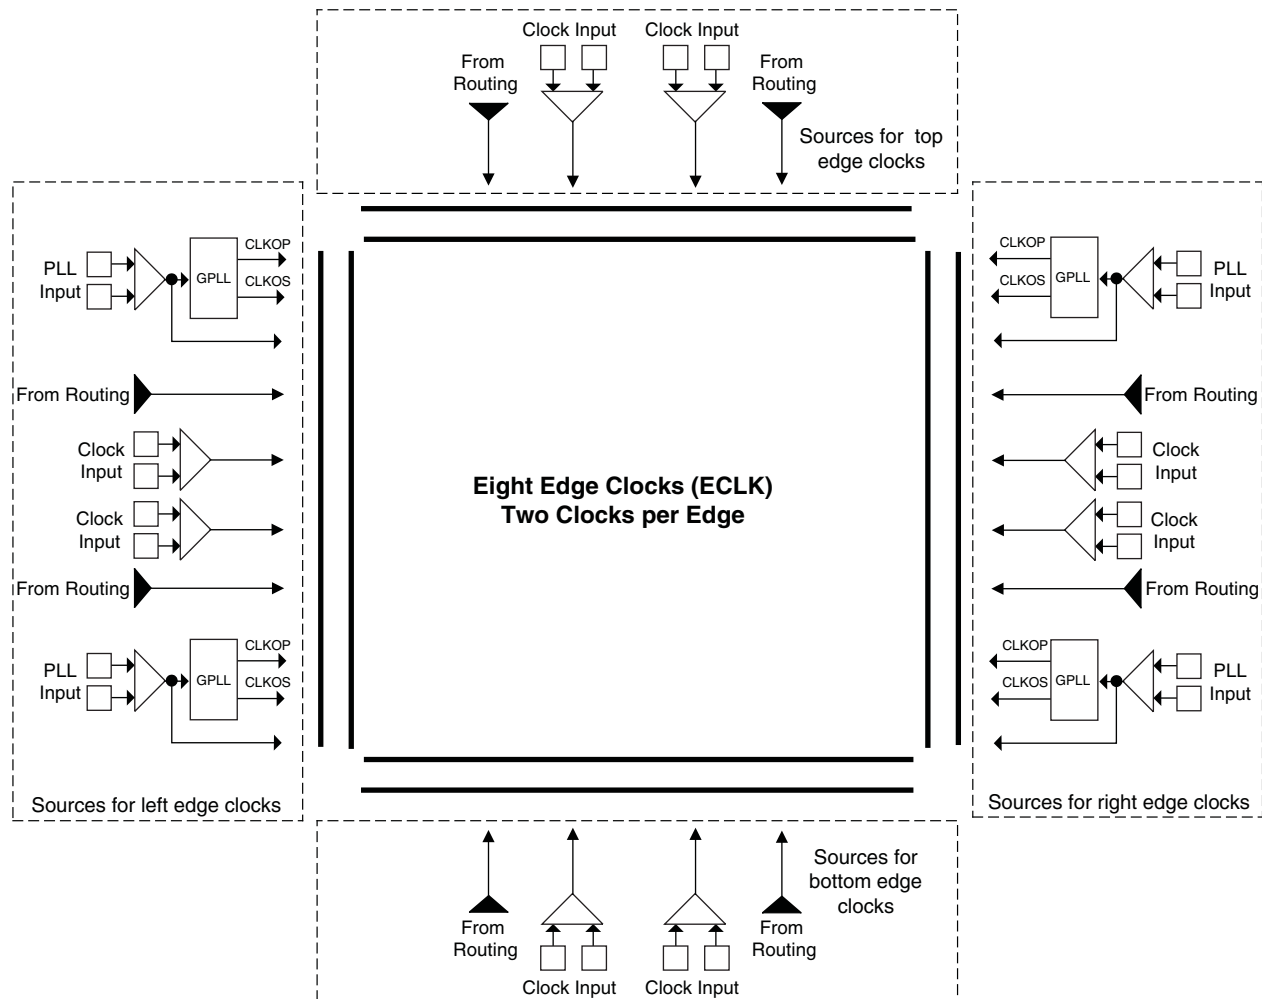 Clock Input
Clock Input
From
Routing
From
Routing
Sources for top
edge clocks
PLL
Input
GPLL
CLKOP
CLKOS
From Routing
Clock
Input
Clock
Input
From Routing
PLL
Input
GPLL
CLKOP
CLKOS
Sources for left edge clocks
Eight Edge Clocks (ECLK)
Two Clocks per Edge
CLKOP
CLKOS
GPLL
PLL
Input
From Routing
Clock
Input
Clock
Input
From Routing
CLKOP
CLKOS
GPLL
PLL
Input
Sources for right edge clocks
Sources for
bottom edge
clocks
From
Routing
From
Routing
Clock Input
Clock Input